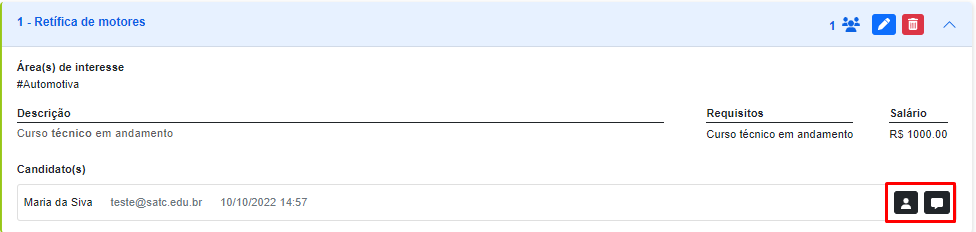 1 - Retífica de motores
1
Área(s) de interesse
#Automotiva
Descrição
Curso técnico em andamento
Requisitos
Curso técnico em andamento
Salário
R$ 1000.00
Candidato(s)
Maria da Siva teste@satc.edu.br 10/10/2022 14:57